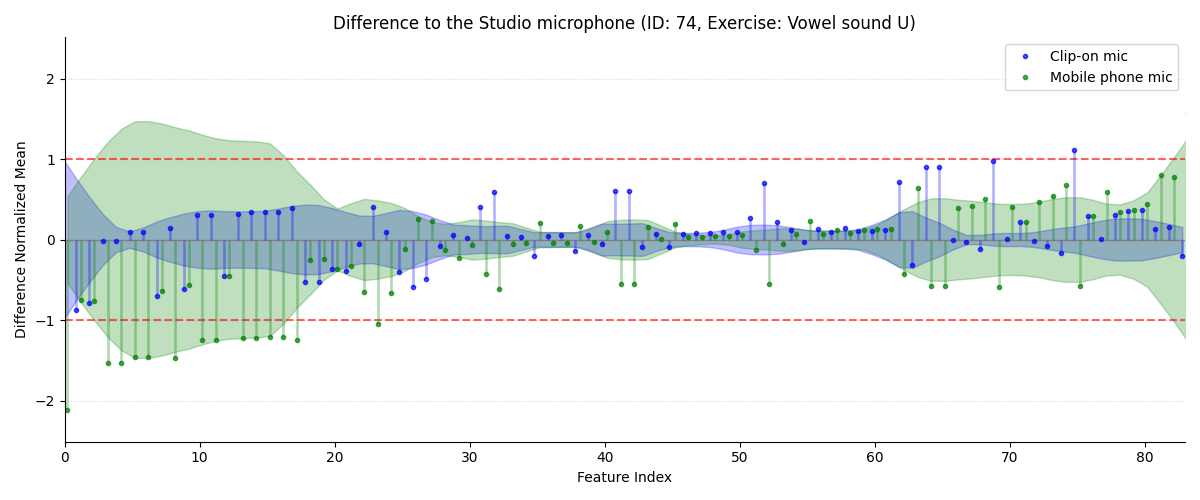 Difference to the Studio microphone (ID: 74, Exercise: Vowel sound U)
Clip-on mic
Mobile phone mic
Difference Normalized Mean
2
1
0
−1
−2
0 10 20 30 40 50 60 70 80
Feature Index